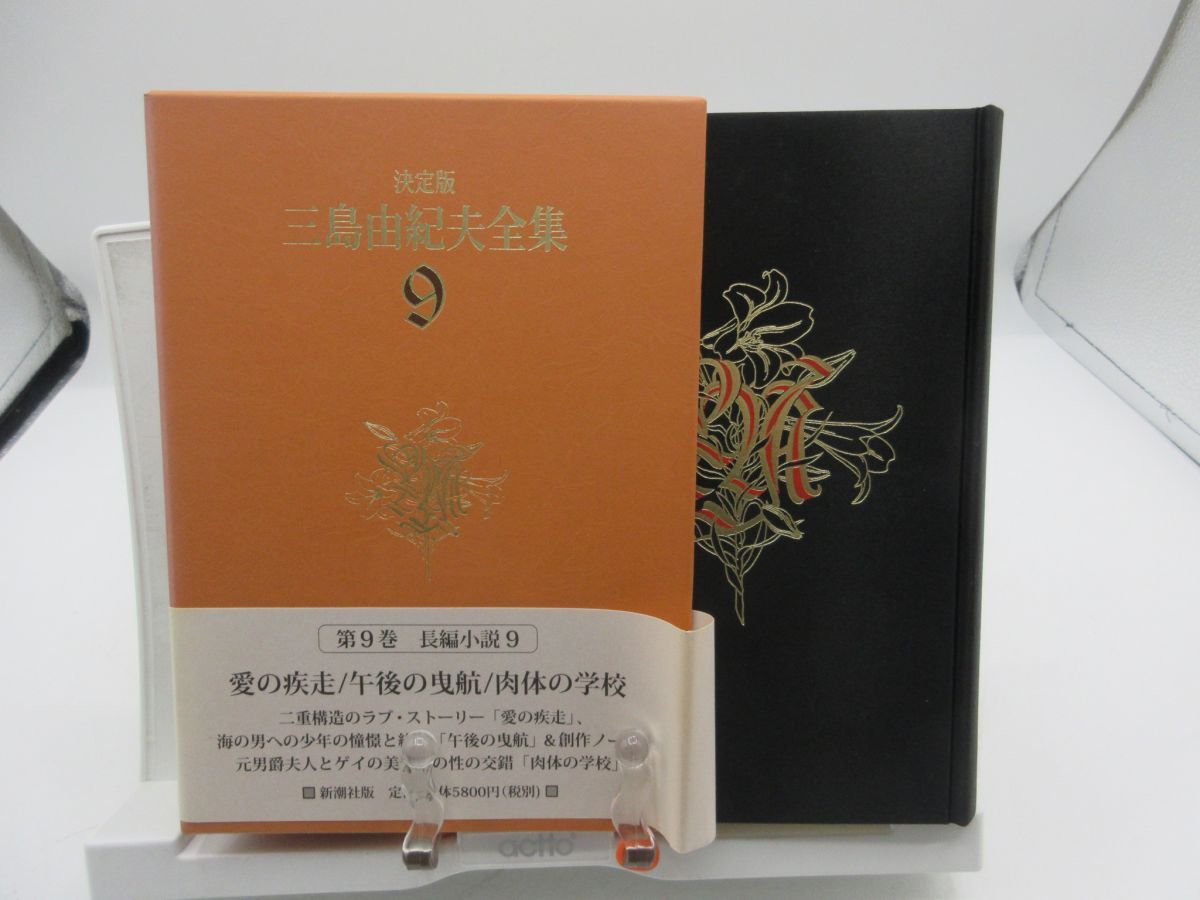 決定版
三島由紀夫全集
9
第9巻 長編小説9
愛の疾走/午後の曳航/肉体の学校
二重構造のラブ・ストーリー「愛の疾走」、
海の男への少年の憧憬と 「午後の曳航」&創作ノー
元男爵夫人とゲイの美 の性の交錯「肉体の学校」
■新潮社版 定 体5800円(税別)■
actto